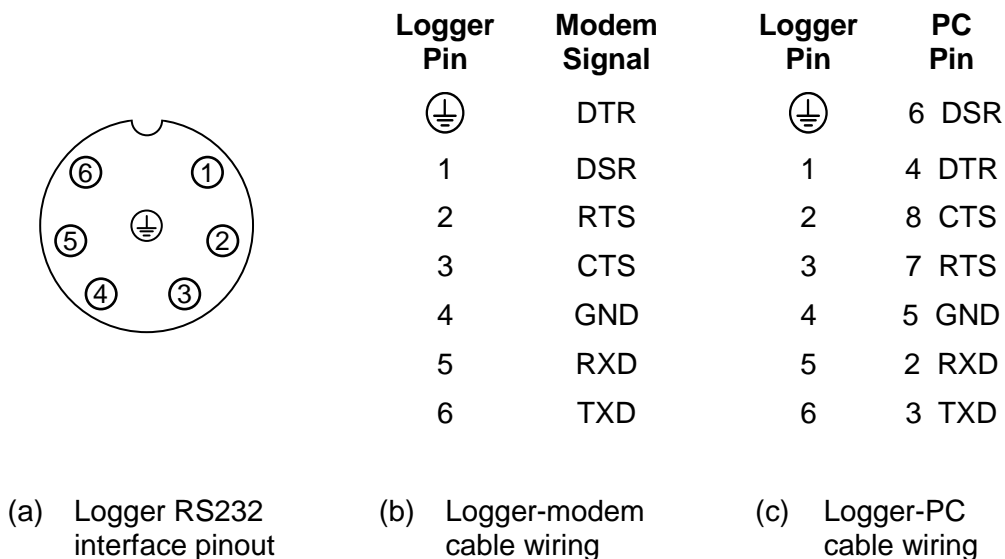 Logger Modem Logger PC
Pin Signal Pin Pin
DTR 6 DSR
1 DSR 1 4 DTR
2 RTS 2 8 CTS
3 CTS 3 7 RTS
4 GND 4 5 GND
5 RXD 5 2 RXD
6 TXD 6 3 TXD
6 1
5 2
4 3
(a) Logger RS232 interface pinout
(b) Logger-modem cable wiring
(c) Logger-PC cable wiring